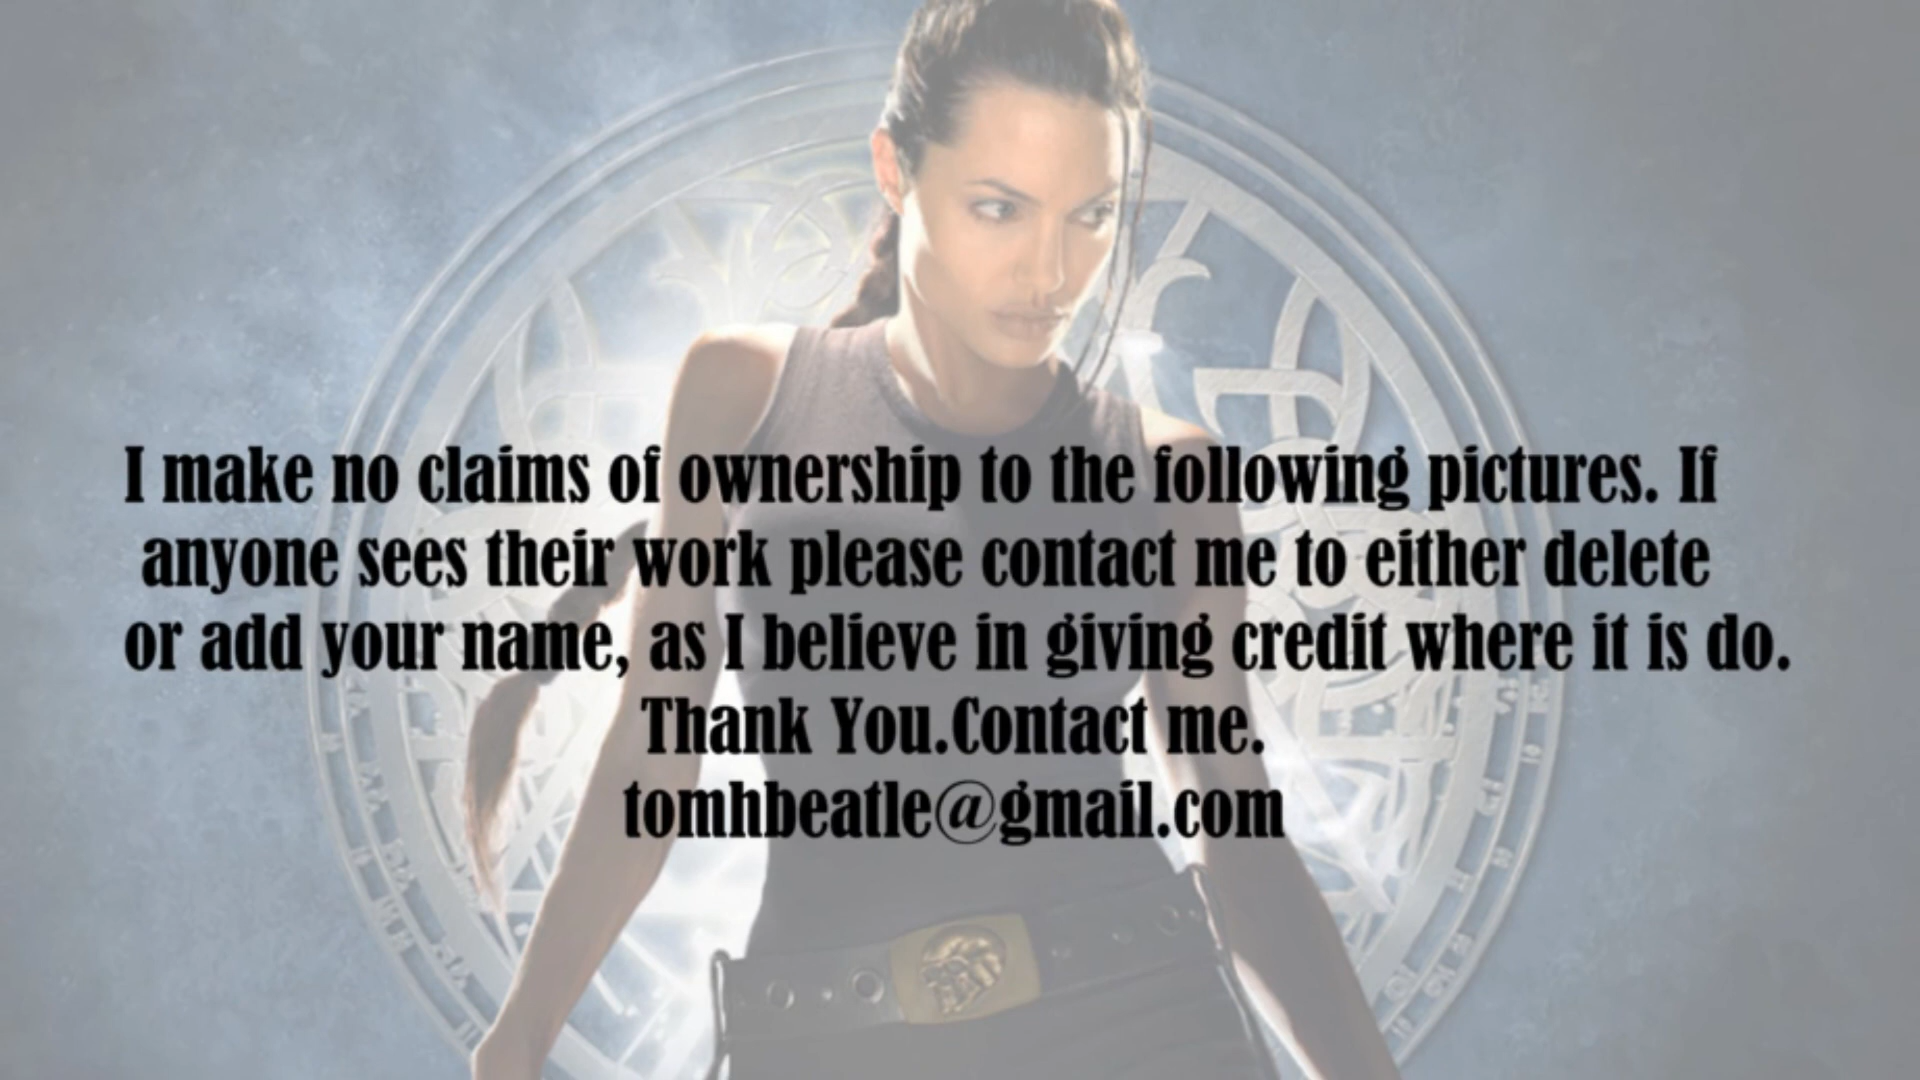 I make no claims of ownership to the following pictures. If
anyone sees their work please contact me to either delete
or add your name, as I believe in giving credit where it is do.
Thank You.Contact me.
tomhbeatle@gmail.com